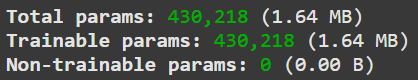 Total params: 430,218 (1.64 MB)
Trainable params: 430,218 (1.64 MB)
Non-trainable params: 0 (0.00 B)